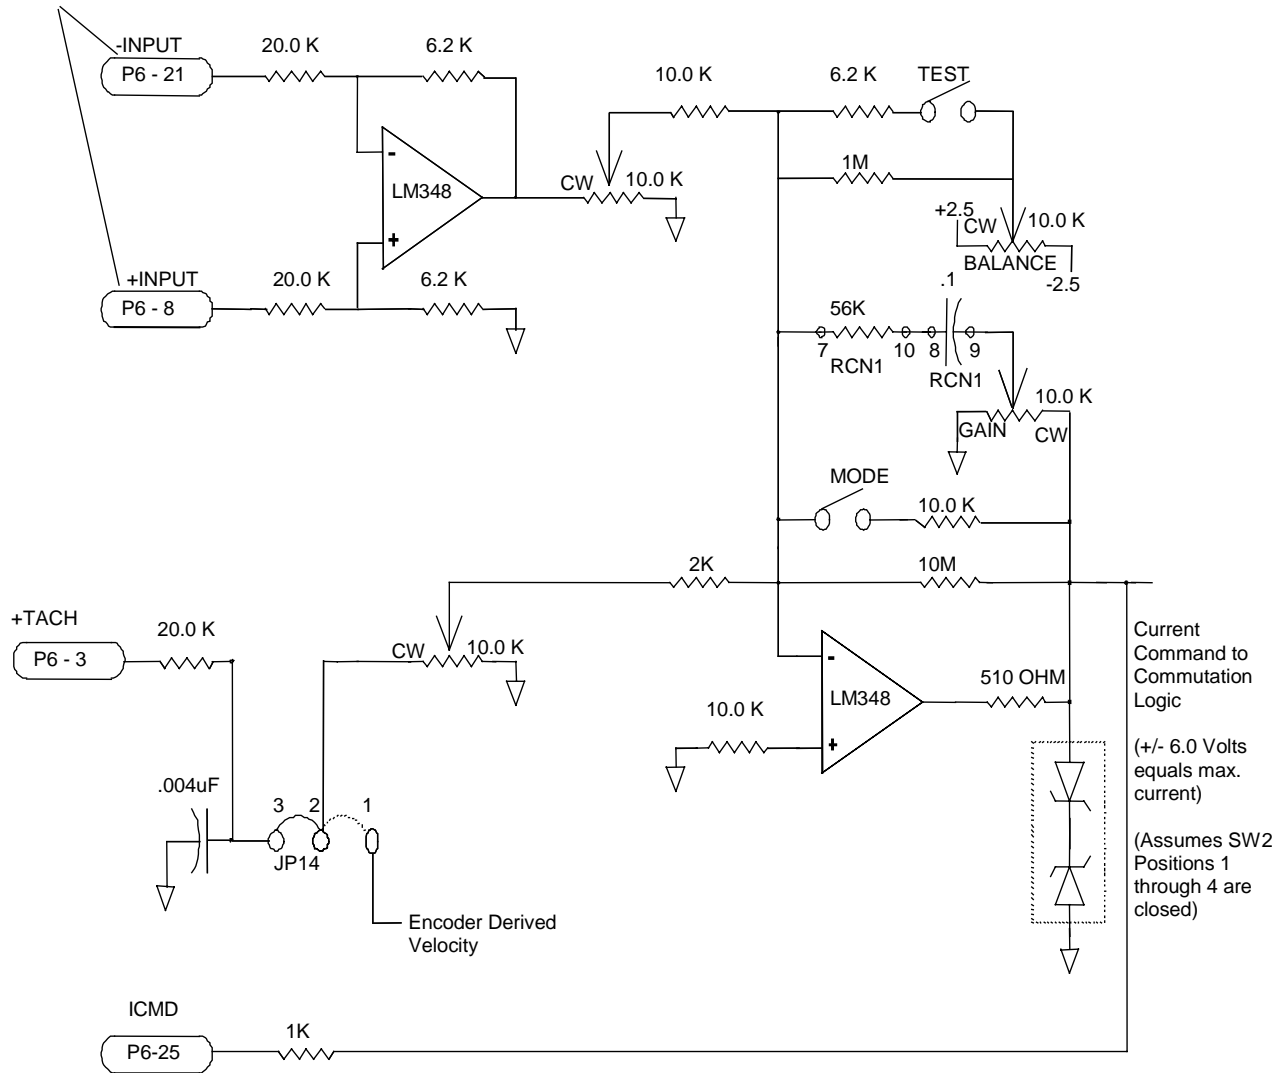 -INPUT
P6 - 21
20.0 K
6.2 K
10.0 K
6.2 K
TEST
-
LM348
+
CW
10.0 K
1M
+2.5
CW
10.0 K
BALANCE
-2.5
+INPUT
P6 - 8
20.0 K
6.2 K
.1
56K
7
10
8
9
RCN1
RCN1
10.0 K
GAIN
CW
MODE
10.0 K
2K
10M
+TACH
P6 - 3
20.0 K
CW
10.0 K
-
LM348
+
510 OHM
10.0 K
Current
Command to
Commutation
Logic
(+/- 6.0 Volts
equals max.
current)
(Assumes SW2
Positions 1
through 4 are
closed)
.004uF
3
2
1
JP14
Encoder Derived
Velocity
ICMD
P6-25
1K